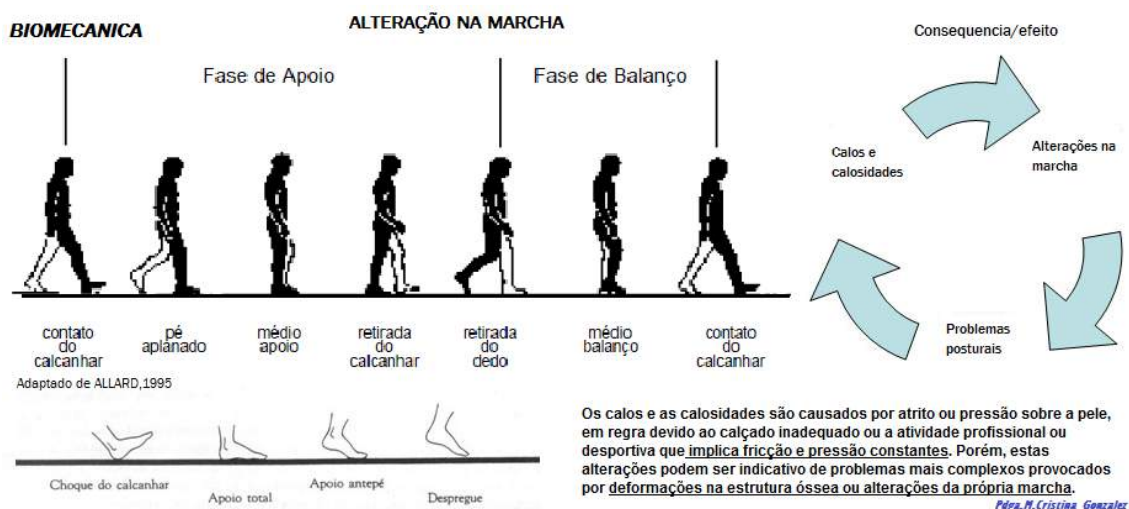 BIOMECANICA
ALTERAÇÃO NA MARCHA
Fase de Apoio
Fase de Balanço
contato
do
calcanhar
pé
aplanado
médio
apoio
retirada
do
calcanhar
retirada
do
dedo
médio
balanço
contato
do
calcanhar
Adaptado de ALLARD,1995
Choque do calcanhar
Apoio total
Apoio antepé
Despregue
Consequencia/efeito
Calos e
calosidades
Alterações na
marcha
Problemas
posturais
Os calos e as calosidades são causados por atrito ou pressão sobre a pele,
em regra devido ao calçado inadequado ou a atividade profissional ou
desportiva que implica fricção e pressão constantes. Porém, estas
alterações podem ser indicativo de problemas mais complexos provocados
por deformações na estrutura óssea ou alterações da própria marcha.
Pdga.M.Cristina Gonzalez